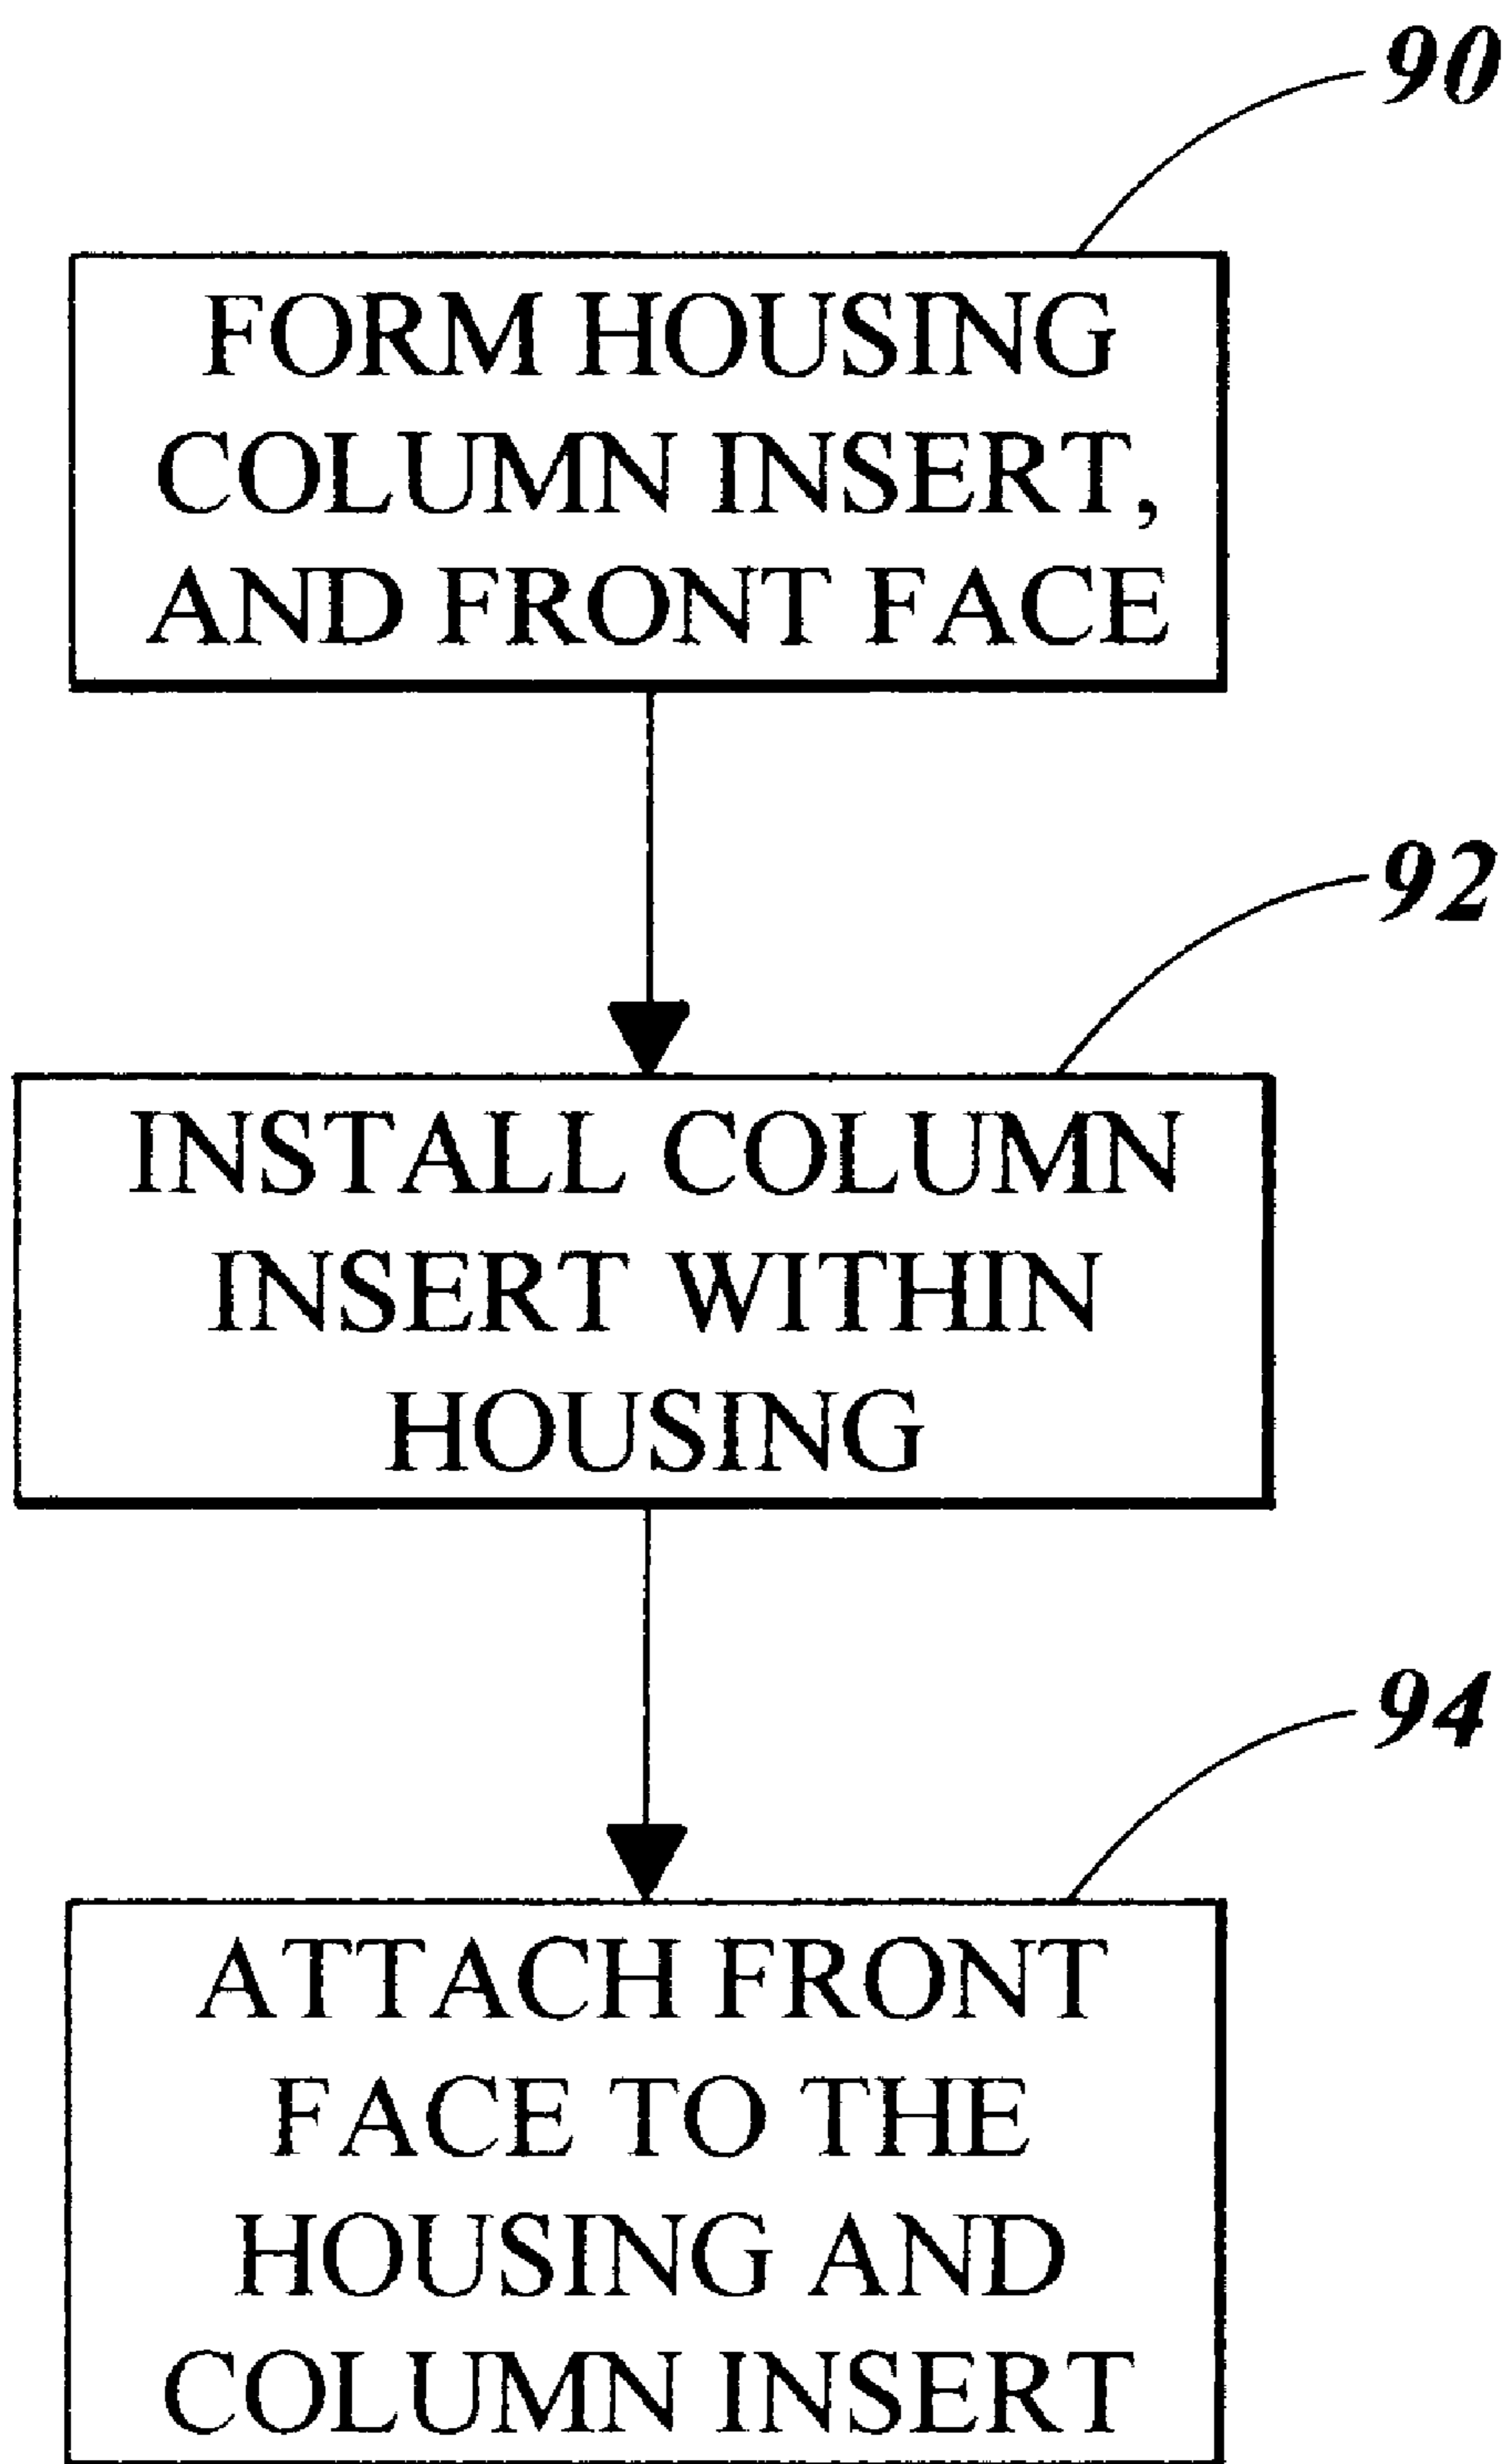 90
FORM HOUSING
COLUMN INSERT,
AND FRONT FACE
92
INSTALL COLUMN
INSERT WITHIN
HOUSING
94
ATTACH FRONT
FACE TO THE
HOUSING AND
COLUMN INSERT